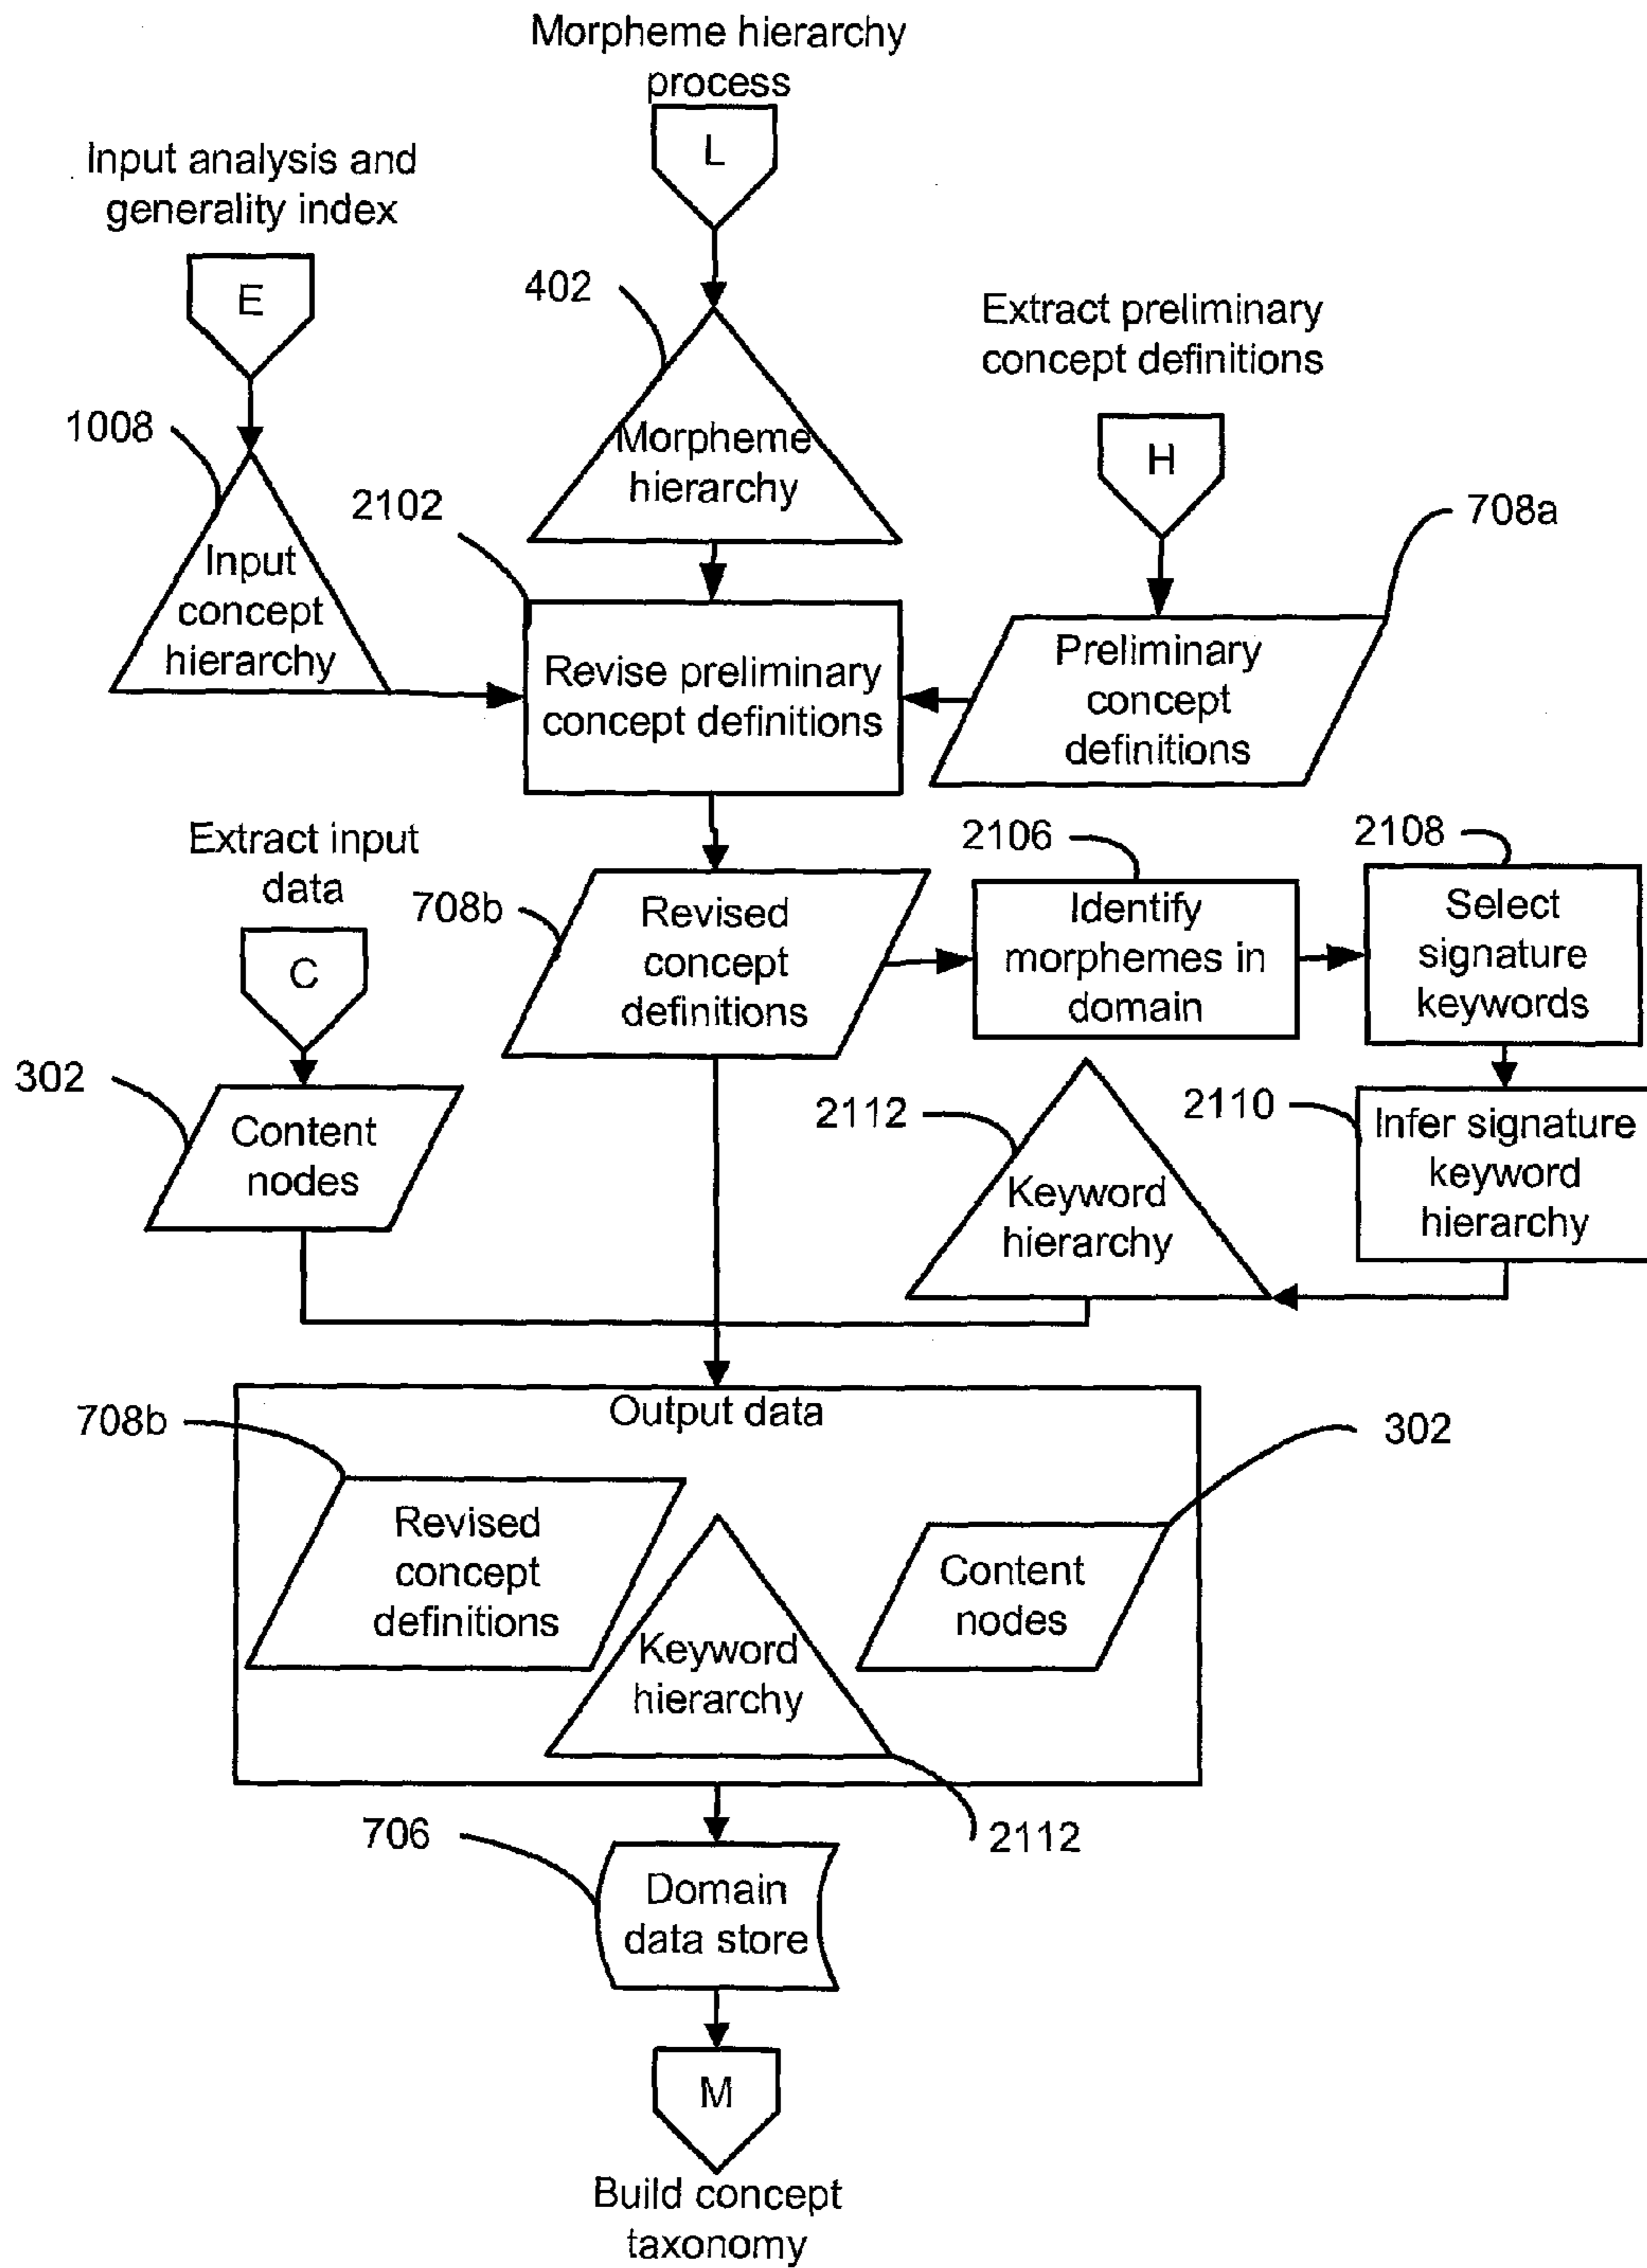 Morpheme hierarchy
process
L
Input analysis and
generality index
E
402
Extract preliminary
concept definitions
H
1008
Morpheme
hierarchy
2102
708a
Input
concept
hierarchy
Revise preliminary
concept definitions
Preliminary
concept
definitions
Extract input
data
C
708b
Revised
concept
definitions
2106
Identify
morphemes in
domain
2108
Select
signature
keywords
302
Content
nodes
2112
Keyword
hierarchy
2110
Infer signature
keyword
hierarchy
Output data
708b
302
Revised
concept
definitions
Keyword
hierarchy
Content
nodes
706
2112
Domain
data store
M
Build concept
taxonomy